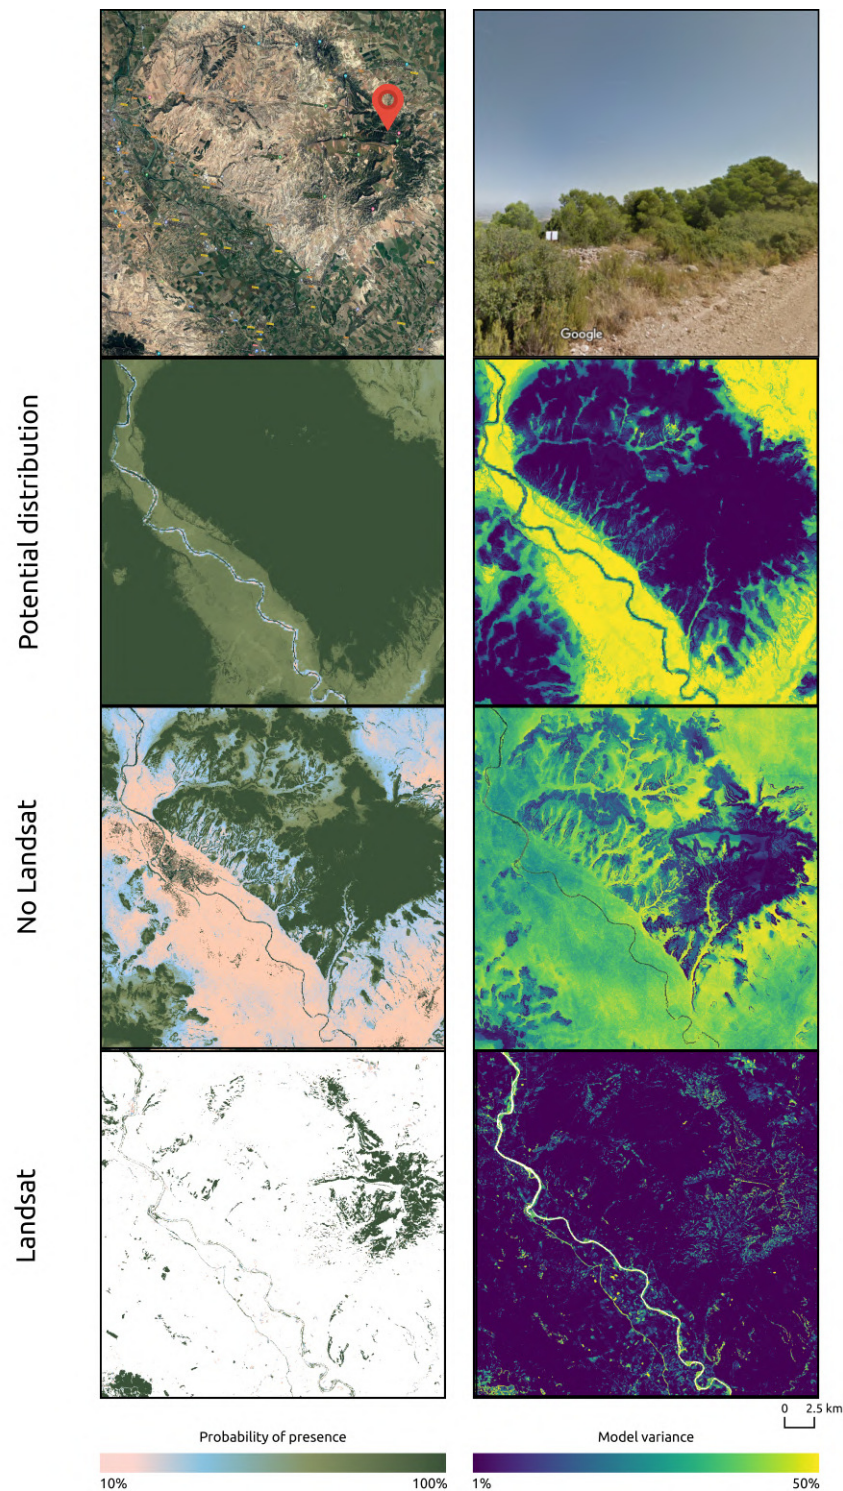 Google
Potential distribution
No Landsat
Landsat
0 2.5 km
Probability of presence
Model variance
10% 100%
1% 50%